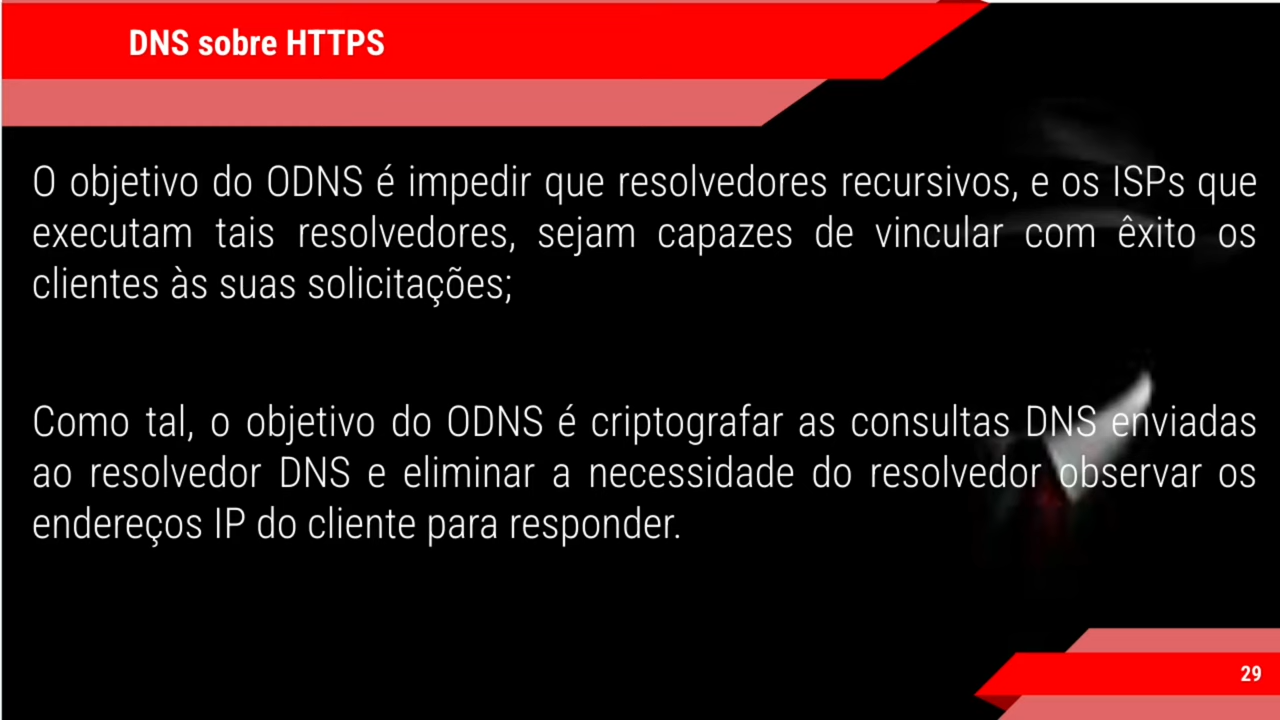 DNS sobre HTTPS
O objetivo do ODNS é impedir que resolvedores recursivos, e os ISPs que
executam tais resolvedores, sejam capazes de vincular com êxito os
clientes às suas solicitações;
Como tal, o objetivo do ODNS é criptografar as consultas DNS enviadas
ao resolvedor DNS e eliminar a necessidade do resolvedor observar os
endereços IP do cliente para responder.
29